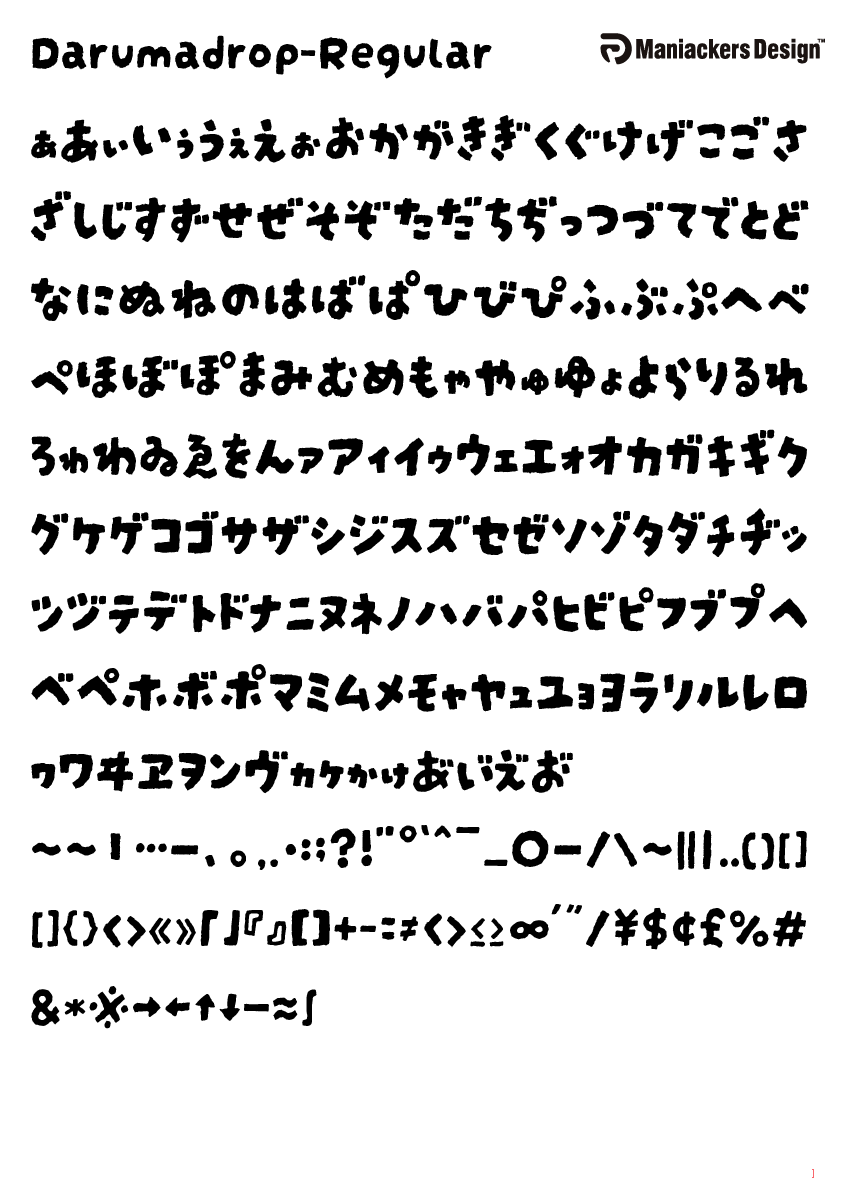 Darumadrop-Regular
Maniackers Design™
ぁあぃいぅうぇえぉおかがきぎくぐけげこごさ
ざしじすずせぜそぞただちぢっつづてでとど
なにぬねのはばぱひびぴふぶぷへべ
ぺほぼぽまみむめもゃやゅゆょよらりるれ
ろゎわゐゑをんァアィイゥウェエォオカガキギク
グケゲコゴサザシジスズセゼソゾタダチヂッ
ツヅテデトドナニヌネノハバパヒビピフブプヘ
ベペホボポマミムメモャヤュユョヨラリルレロ
ヮワヰヱヲンヴヵヶゕゖあ゙い゙え゙お゙
〜~❘…ー、。,.・:;?!¨°`^¯_○—/\~‖|‥()[]
[]{}〈〉《》「」『』【】+-=≠<>≤≥∞′″/¥$¢£%#
&*※→←↑↓—≈∫
]